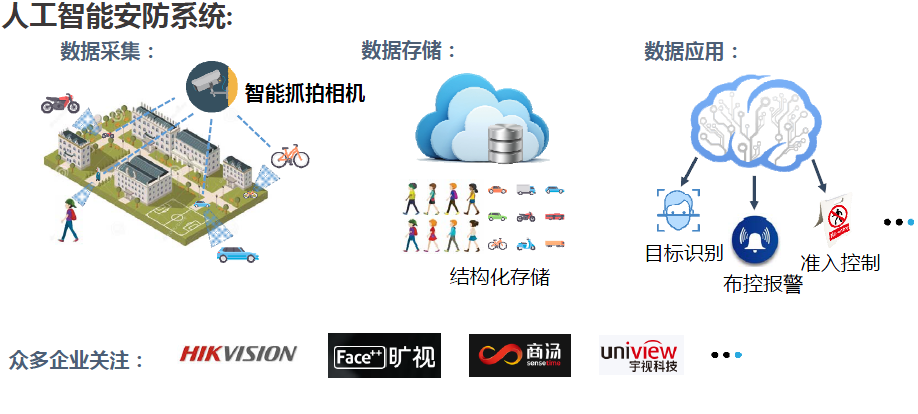 人工智能安防系统:
数据采集：
数据存储：
数据应用：
智能抓拍相机
目标识别
布控报警
准入控制
结构化存储
众多企业关注：
HIKVISION
Face++ 旷视
商汤
sensetime
uniview
宇视科技